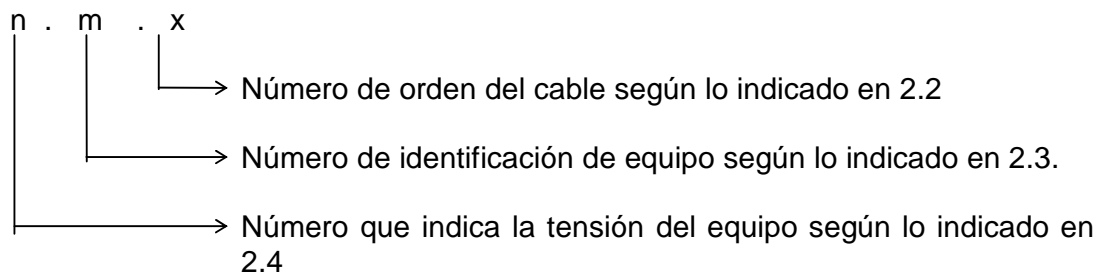 n . m . x
Número de orden del cable según lo indicado en 2.2
Número de identificación de equipo según lo indicado en 2.3.
Número que indica la tensión del equipo según lo indicado en
2.4